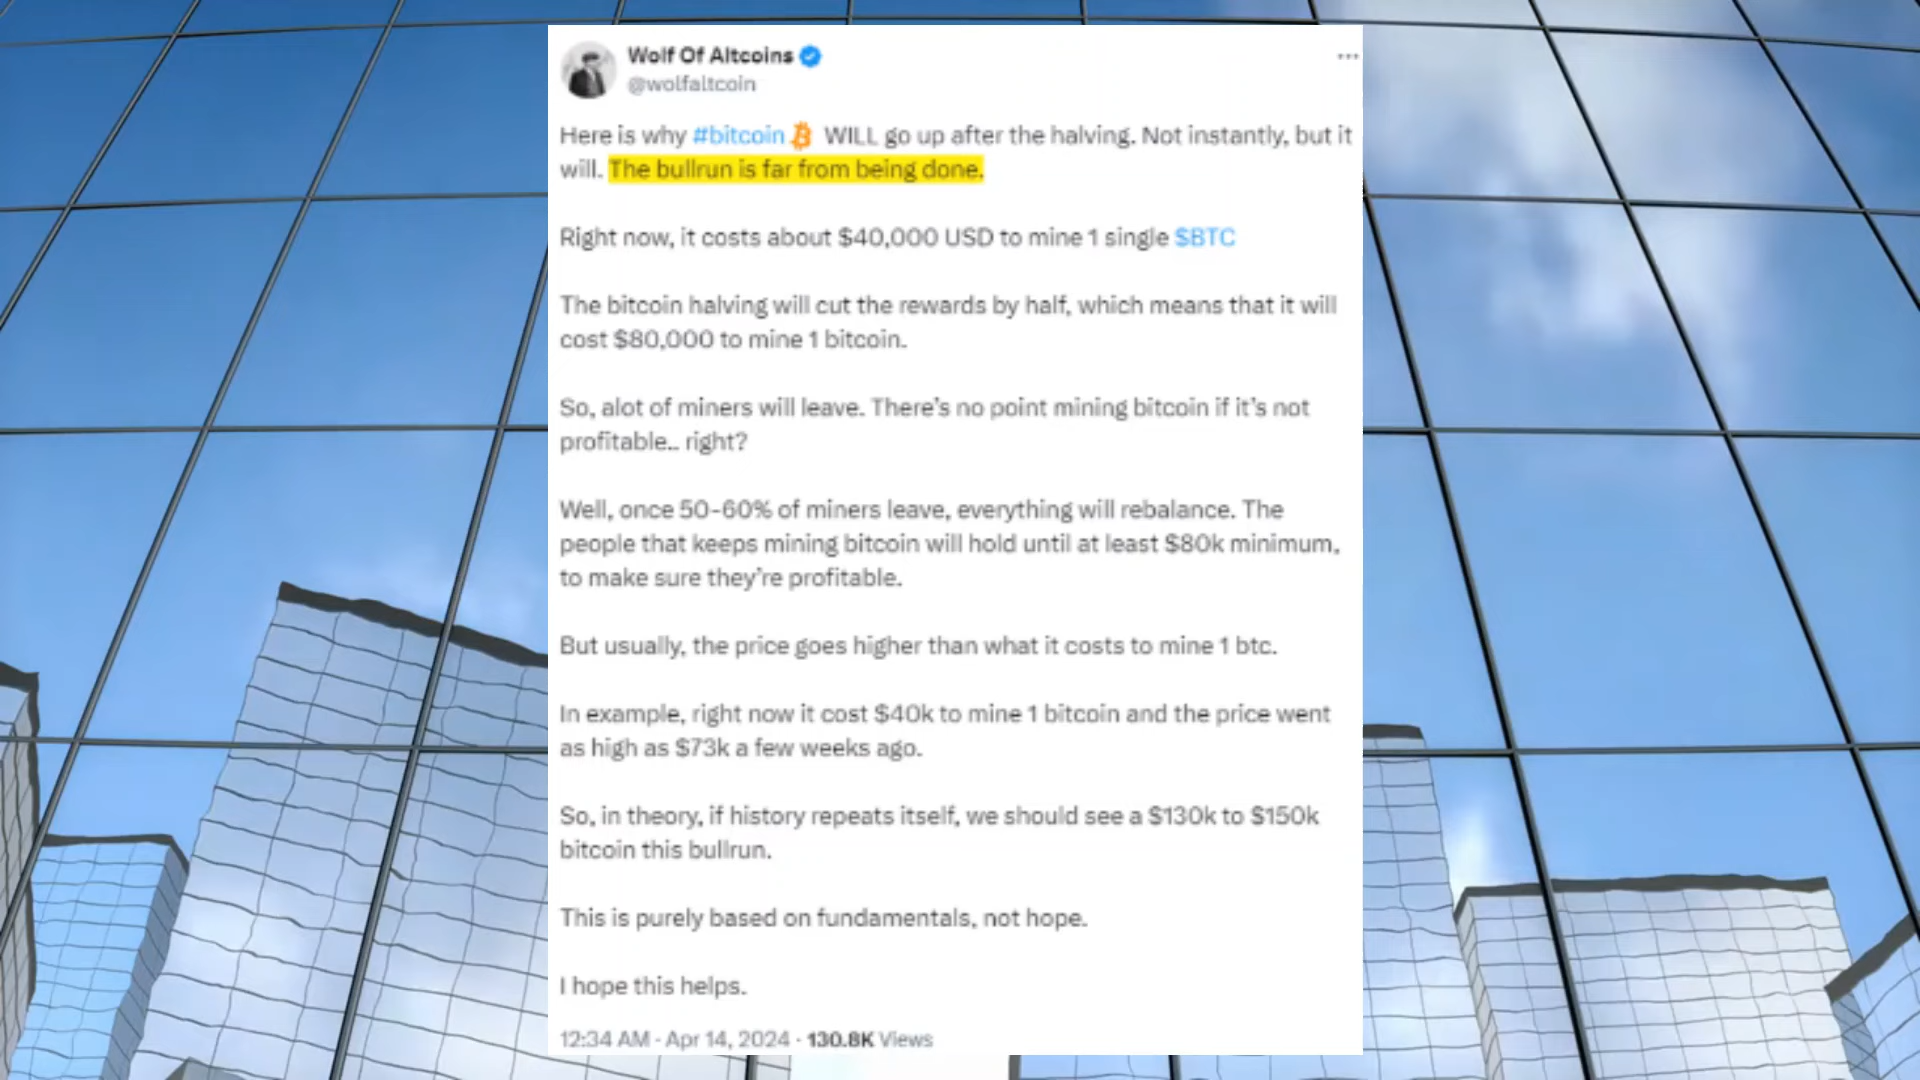 Wolf Of Altcoins
@wolfaltcoin
Here is why #bitcoin WILL go up after the halving. Not instantly, but it
will. The bullrun is far from being done.
Right now, it costs about $40,000 USD to mine 1 single $BTC
The bitcoin halving will cut the rewards by half, which means that it will
cost $80,000 to mine 1 bitcoin.
So, alot of miners will leave. There's no point mining bitcoin if it's not
profitable.. right?
Well, once 50-60% of miners leave, everything will rebalance. The
people that keeps mining bitcoin will hold until at least $80k minimum,
to make sure they're profitable.
But usually, the price goes higher than what it costs to mine 1 btc.
In example, right now it cost $40k to mine 1 bitcoin and the price went
as high as $73k a few weeks ago.
So, in theory, if history repeats itself, we should see a $130k to $150k
bitcoin this bullrun.
This is purely based on fundamentals, not hope.
I hope this helps.
12:34 AM · Apr 14, 2024 · 130.8K Views